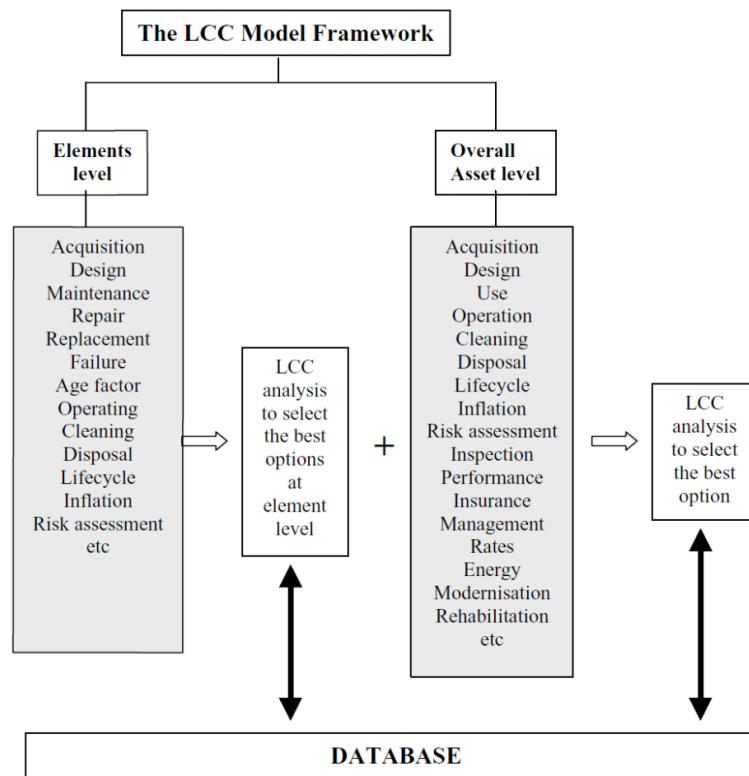 The LCC Model Framework
Elements
level
Overall
Asset level
Acquisition
Design
Maintenance
Repair
Replacement
Failure
Age factor
Operating
Cleaning
Disposal
Lifecycle
Inflation
Risk assessment
etc
LCC
analysis
to select
the best
options
at
element
level
+
Acquisition
Design
Use
Operation
Cleaning
Disposal
Lifecycle
Inflation
Risk assessment
Inspection
Performance
Insurance
Management
Rates
Energy
Modernisation
Rehabilitation
etc
LCC
analysis
to select
the best
option
DATABASE